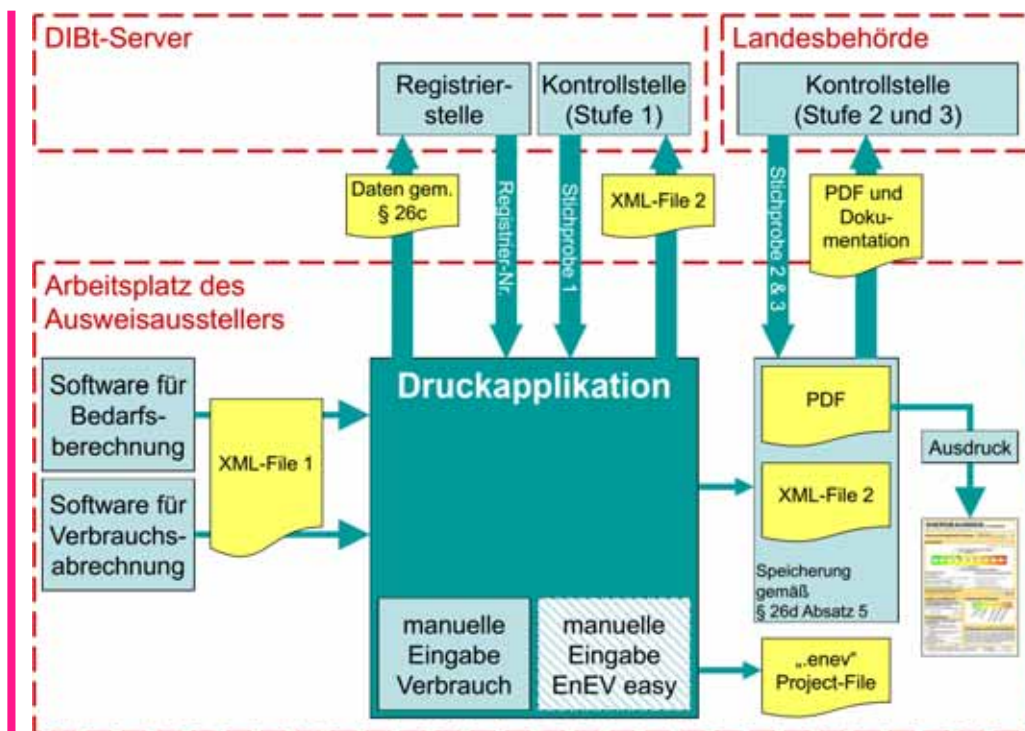 DIBt-Server
Landesbehörde
Registrier-
stelle
Kontrollstelle
(Stufe 1)
Kontrollstelle
(Stufe 2 und 3)
Daten gem.
§ 26c
Registrier-Nr.
Stichprobe 1
XML-File 2
Stichprobe 2 & 3
PDF und
Doku-
mentation
Arbeitsplatz des
Ausweisausstellers
Software für
Bedarfs-
berechnung
Software für
Verbrauchs-
abrechnung
XML-File 1
Druckapplikation
manuelle
Eingabe
Verbrauch
manuelle
Eingabe
EnEV easy
PDF
XML-File 2
Speicherung
gemäß
§ 26d Absatz 5
Ausdruck
„.enev“
Project-File